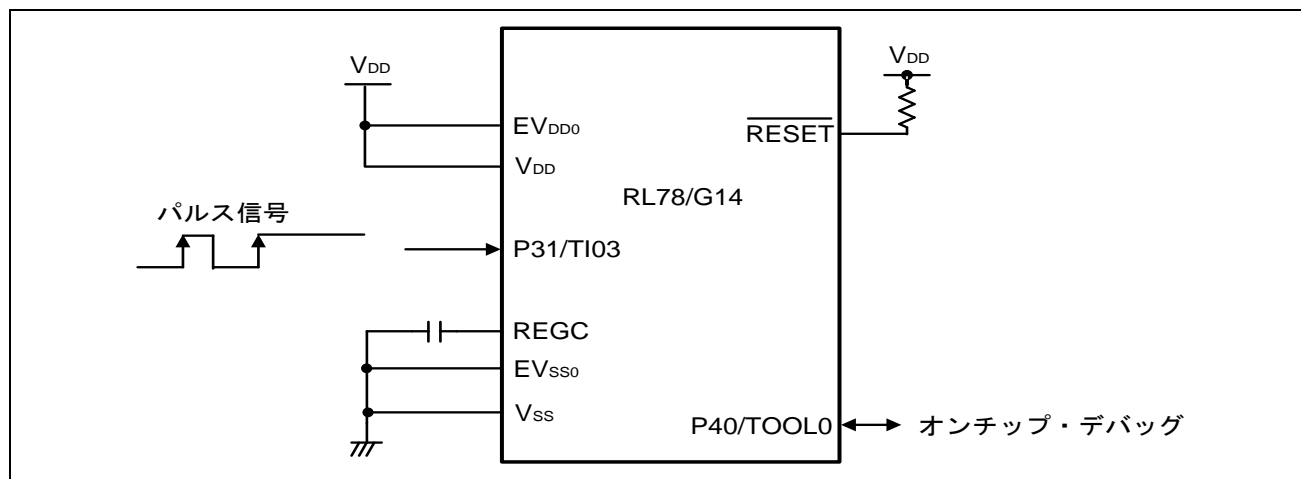 VDD
VDD
EVDD0
RESET
VDD
RL78/G14
パルス信号
P31/TI03
REGC
EVSS0
VSS
P40/TOOL0
オンチップ・デバッグ